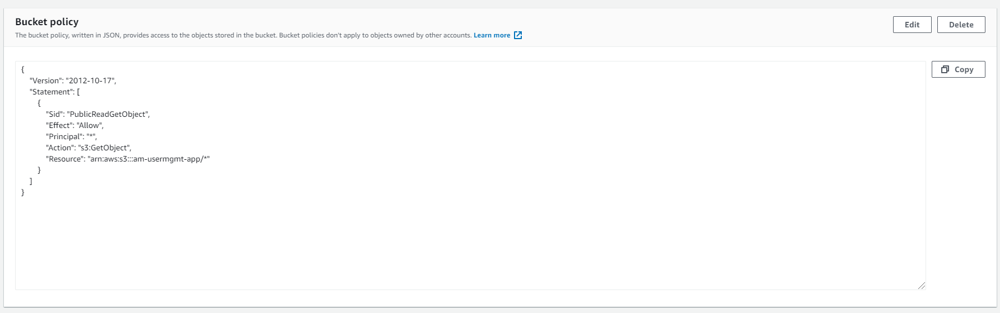 Bucket policy
Edit
Delete
The bucket policy, written in JSON, provides access to the objects stored in the bucket. Bucket policies don't apply to objects owned by other accounts. Learn more
Copy
{
"Version": "2012-10-17",
"Statement": [
{
"Sid": "PublicReadGetObject",
"Effect": "Allow",
"Principal": "*",
"Action": "s3:GetObject",
"Resource": "arn:aws:s3:::am-usermgmt-app/*"
}
]
}